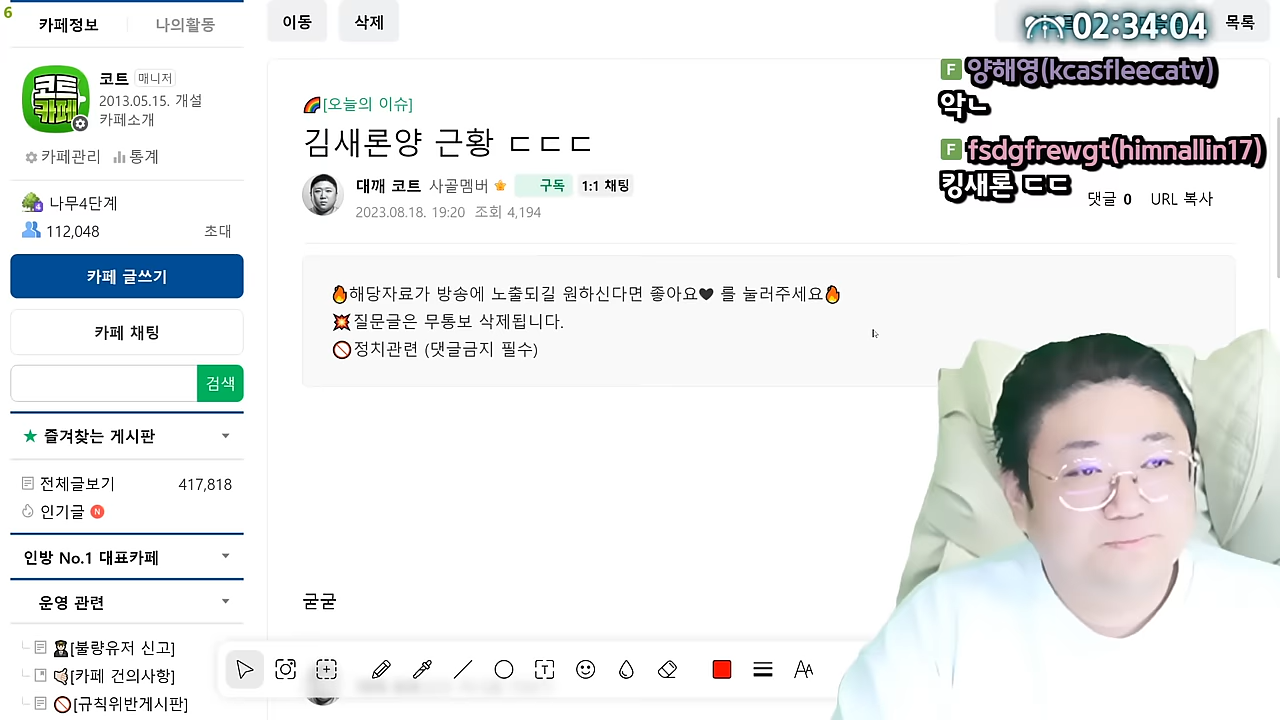 6
카페정보
나의활동
이동
삭제
02:34:04
목록
코트 매니저
2013.05.15. 개설
카페소개
카페관리 통계
나무4단계
112,048 초대
카페 글쓰기
카페 채팅
검색
즐겨찾는 게시판
전체글보기 417,818
인기글 N
인방 No.1 대표카페
운영 관련
[불량유저 신고]
[카페 건의사항]
[규칙위반게시판]
[오늘의 이슈]
김새론양 근황 ㄷㄷㄷ
대깨 코트 사골멤버 구독 1:1 채팅
2023.08.18. 19:20 조회 4,194
댓글 0 URL 복사
해당자료가 방송에 노출되길 원하신다면 좋아요🖤 를 눌러주세요
질문글은 무통보 삭제됩니다.
정치관련 (댓글금지 필수)
굳굳
F 양해영(kcasfleecatv)
악ㄴ
F fsdgfrewgt(himnallin17)
킹새론 ㄷㄷ